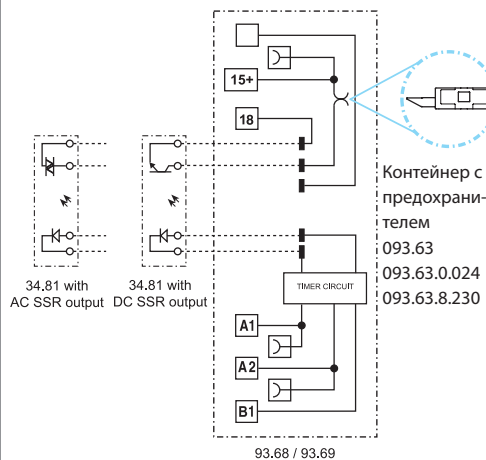 15+
18
Контейнер с
предохрани-
телем
093.63
093.63.0.024
093.63.8.230
34.81 with
AC SSR output
34.81 with
DC SSR output
TIMER CIRCUIT
A1
A2
B1
93.68 / 93.69